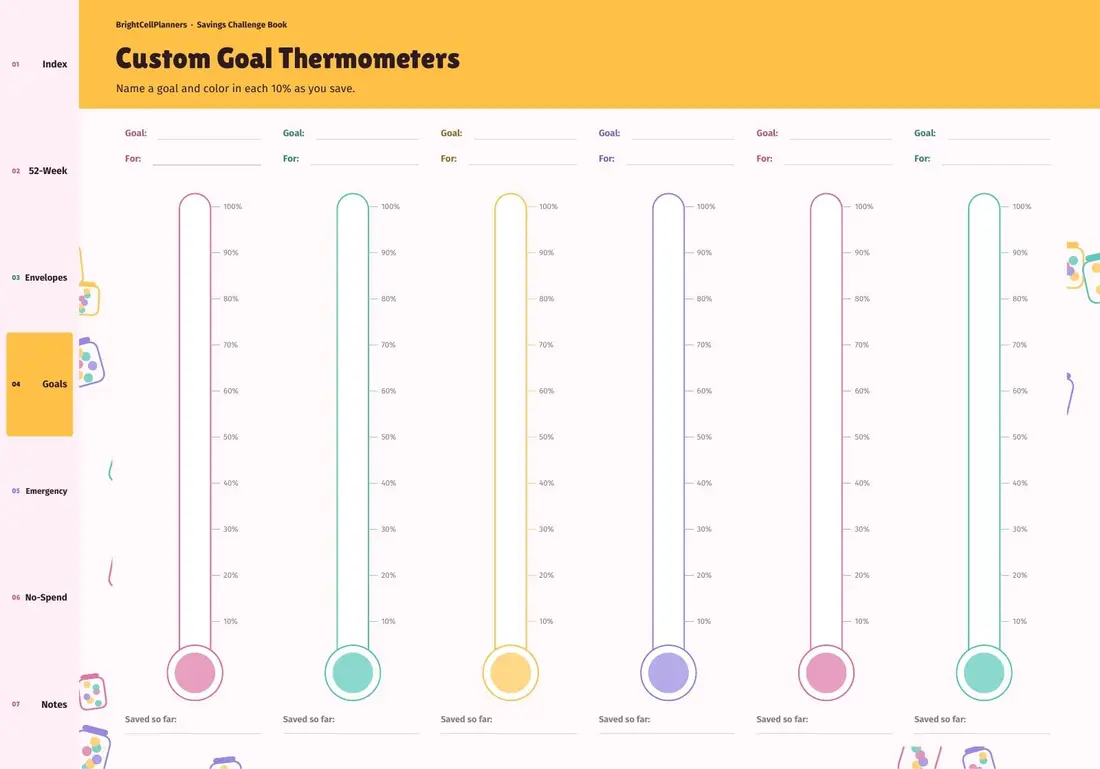 BrightCellPlanners · Savings Challenge Book
Custom Goal Thermometers
Name a goal and color in each 10% as you save.
01 Index
02 52-Week
03 Envelopes
04 Goals
05 Emergency
06 No-Spend
07 Notes
Goal: Goal: Goal: Goal: Goal: Goal:
For: For: For: For: For: For:
100% 100% 100% 100% 100% 100%
90% 90% 90% 90% 90% 90%
80% 80% 80% 80% 80% 80%
70% 70% 70% 70% 70% 70%
60% 60% 60% 60% 60% 60%
50% 50% 50% 50% 50% 50%
40% 40% 40% 40% 40% 40%
30% 30% 30% 30% 30% 30%
20% 20% 20% 20% 20% 20%
10% 10% 10% 10% 10% 10%
Saved so far: Saved so far: Saved so far: Saved so far: Saved so far: Saved so far: